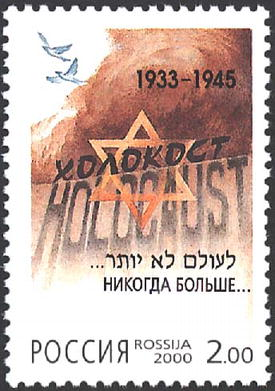 1933-1945
ХОЛОКОСТ
HOLOCAUST
לעולם לא יותר...
НИКОГДА БОЛЬШЕ...
РОССИЯ ROSSIJA 2000 2.00